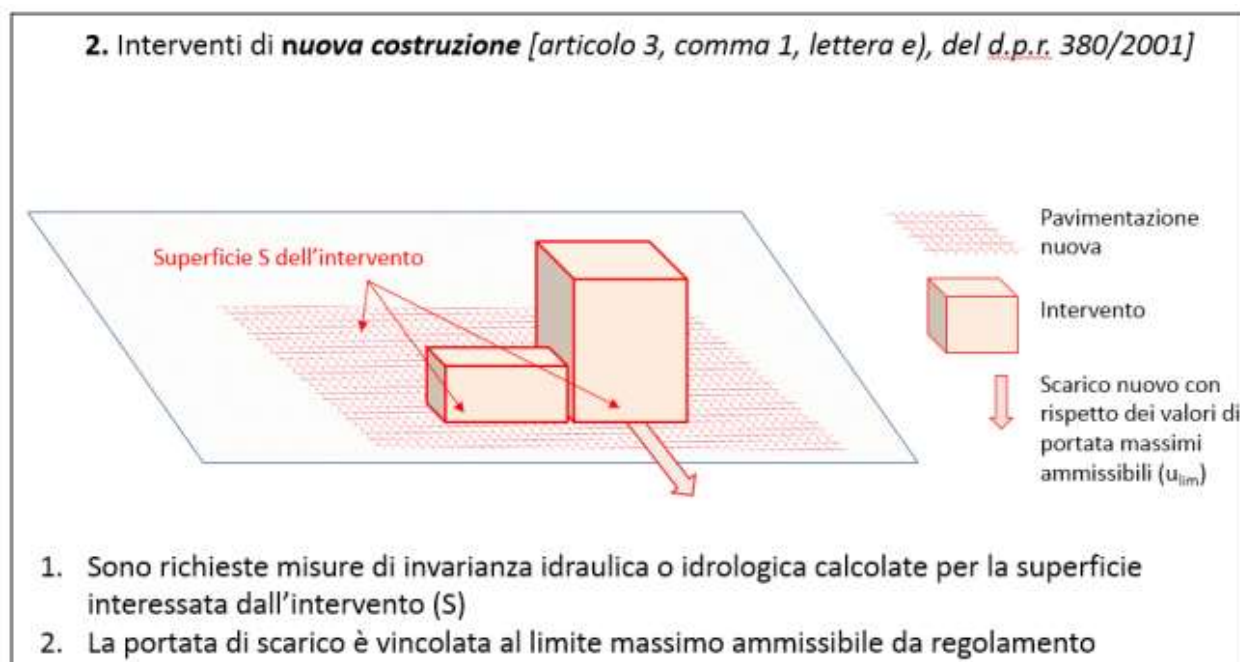 2. Interventi di nuova costruzione [articolo 3, comma 1, lettera e), del d.p.r. 380/2001]
Superficie S dell'intervento
Pavimentazione
nuova
Intervento
Scarico nuovo con
rispetto dei valori di
portata massimi
ammissibili (ulim)
1. Sono richieste misure di invarianza idraulica o idrologica calcolate per la superficie
interessata dall'intervento (S)
2. La portata di scarico è vincolata al limite massimo ammissibile da regolamento